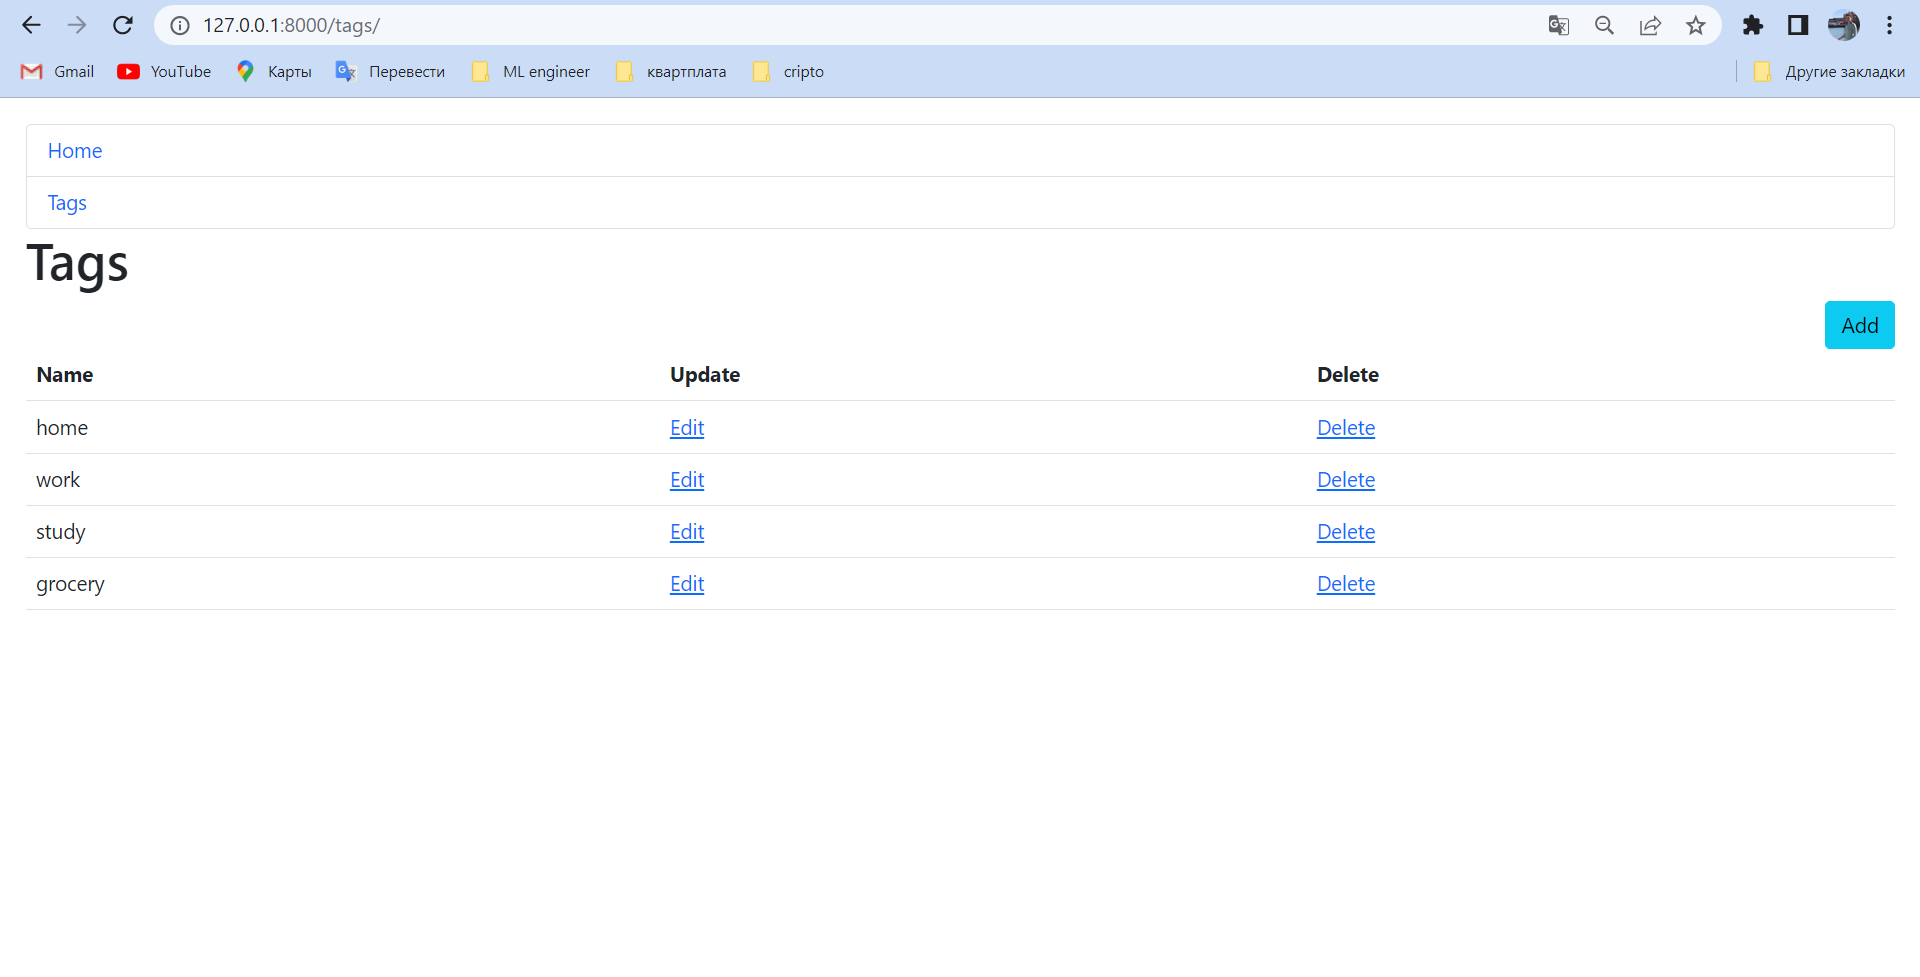 127.0.0.1:8000/tags/
Gmail YouTube Карты Перевести ML engineer квартплата cripto Другие закладки
Home
Tags
Tags
Add
Name Update Delete
home Edit Delete
work Edit Delete
study Edit Delete
grocery Edit Delete